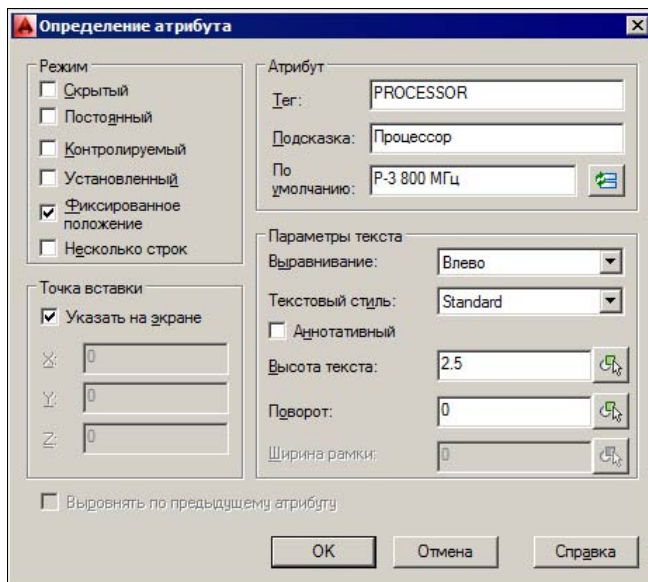 Определение атрибута
Режим
Скрытый
Постоянный
Контролируемый
Установленный
Фиксированное
положение
Несколько строк
Атрибут
Тег:
PROCESSOR
Подсказка:
Процессор
По
умолчанию:
P-3 800 МГц
Точка вставки
Указать на экране
X:
0
Y:
0
Z:
0
Параметры текста
Выравнивание:
Влево
Текстовый стиль:
Standard
Аннотативный
Высота текста:
2.5
Поворот:
0
Ширина рамки:
0
Выровнять по предыдущему атрибуту
OK
Отмена
Справка